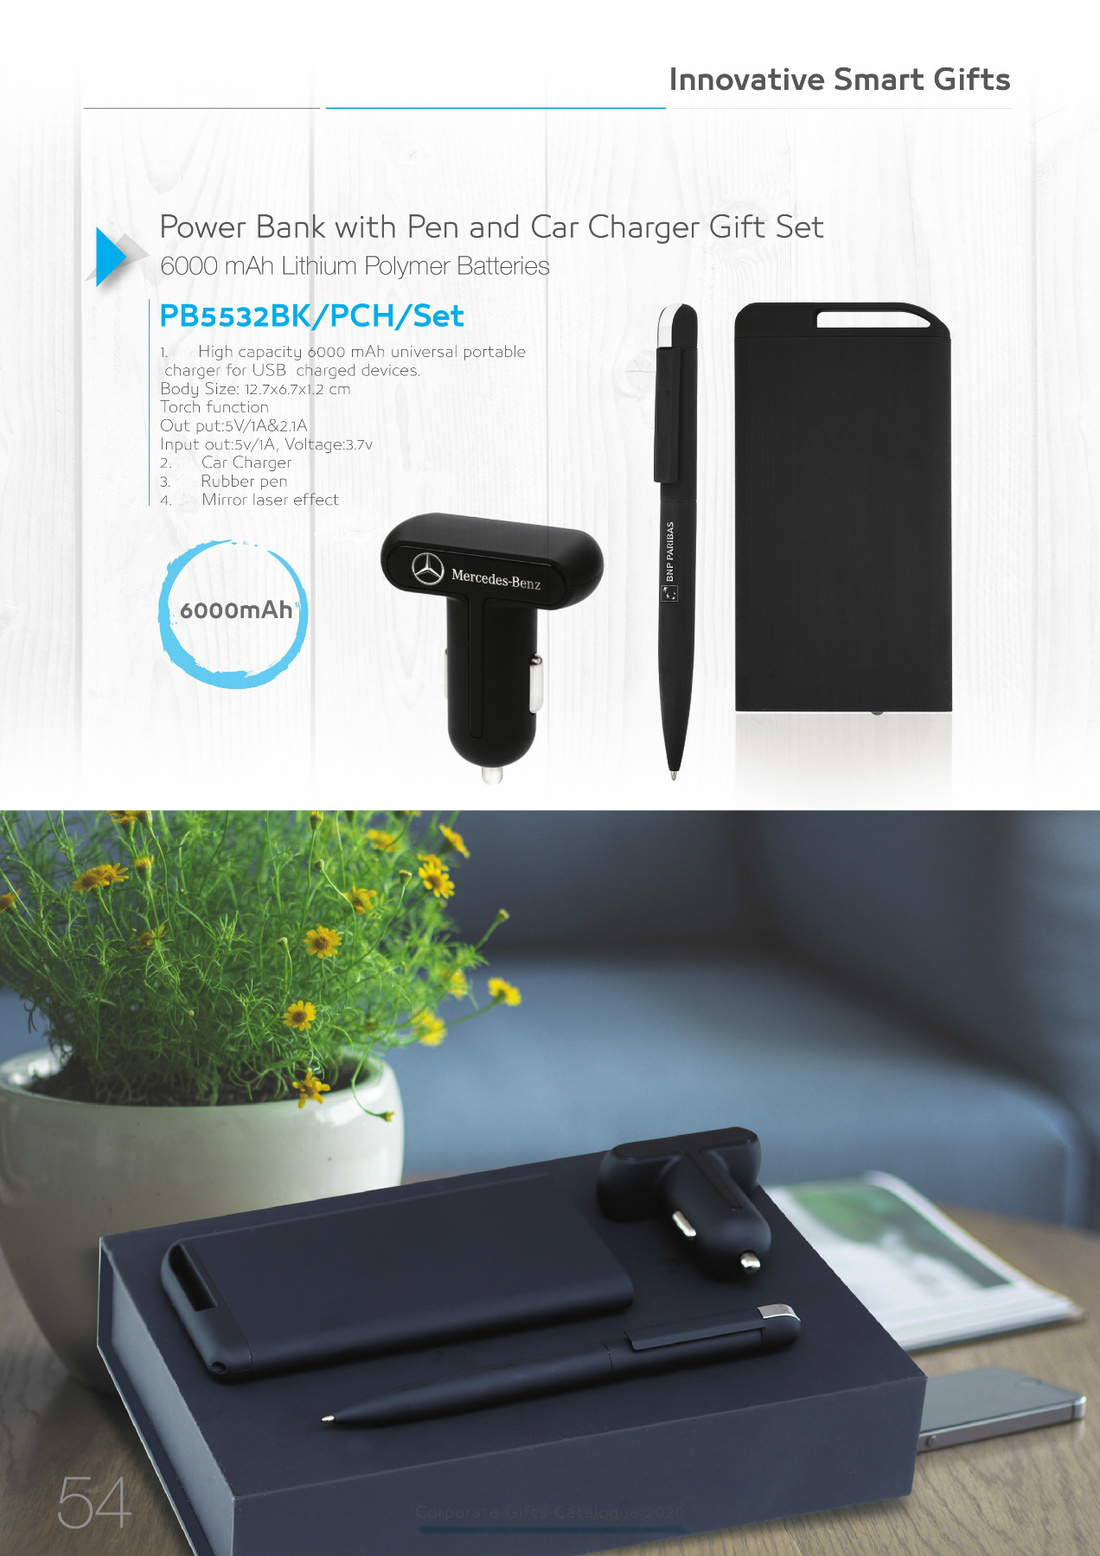 Innovative Smart Gifts
Power Bank with Pen and Car Charger Gift Set
6000 mAh Lithium Polymer Batteries
PB5532BK/PCH/Set
1. High capacity 6000 mAh universal portable
charger for USB charged devices.
Body Size: 12.7x6.7x1.2 cm
Torch function
Out put:5V/1A&2.1A
Input out:5v/1A, Voltage:3.7v
2. Car Charger
3. Rubber pen
4. Mirror laser effect
6000mAh
Mercedes-Benz
BNP PARIBAS
54
Corporate Gifts Catalogue 2020